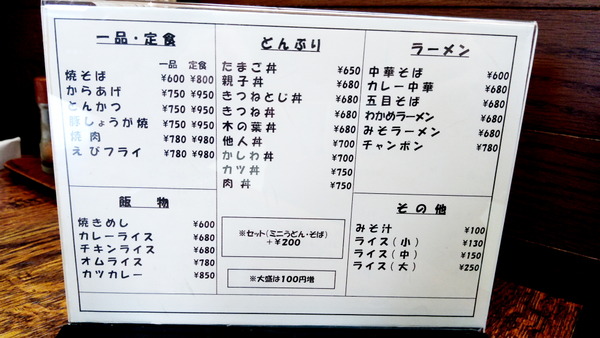 一品・定食
一品 定食
焼そば ¥600 ¥800
からあげ ¥750 ¥950
とんかつ ¥750 ¥950
豚しょうが焼 ¥750 ¥950
焼肉 ¥780 ¥980
えびフライ ¥780 ¥980
飯物
焼きめし ¥600
カレーライス ¥680
チキンライス ¥680
オムライス ¥780
カツカレー ¥850
どんぶり
たまご丼 ¥650
親子丼 ¥680
きつねとじ丼 ¥680
きつね丼 ¥680
木の葉丼 ¥680
他人丼 ¥700
かしわ丼 ¥700
カツ丼 ¥750
肉丼 ¥750
※セット(ミニうどん・そば)
+¥200
※大盛は100円増
ラーメン
中華そば ¥600
カレー中華 ¥680
五目そば ¥680
わかめラーメン ¥680
みそラーメン ¥680
チャンポン ¥780
その他
みそ汁 ¥100
ライス(小) ¥130
ライス(中) ¥150
ライス(大) ¥250